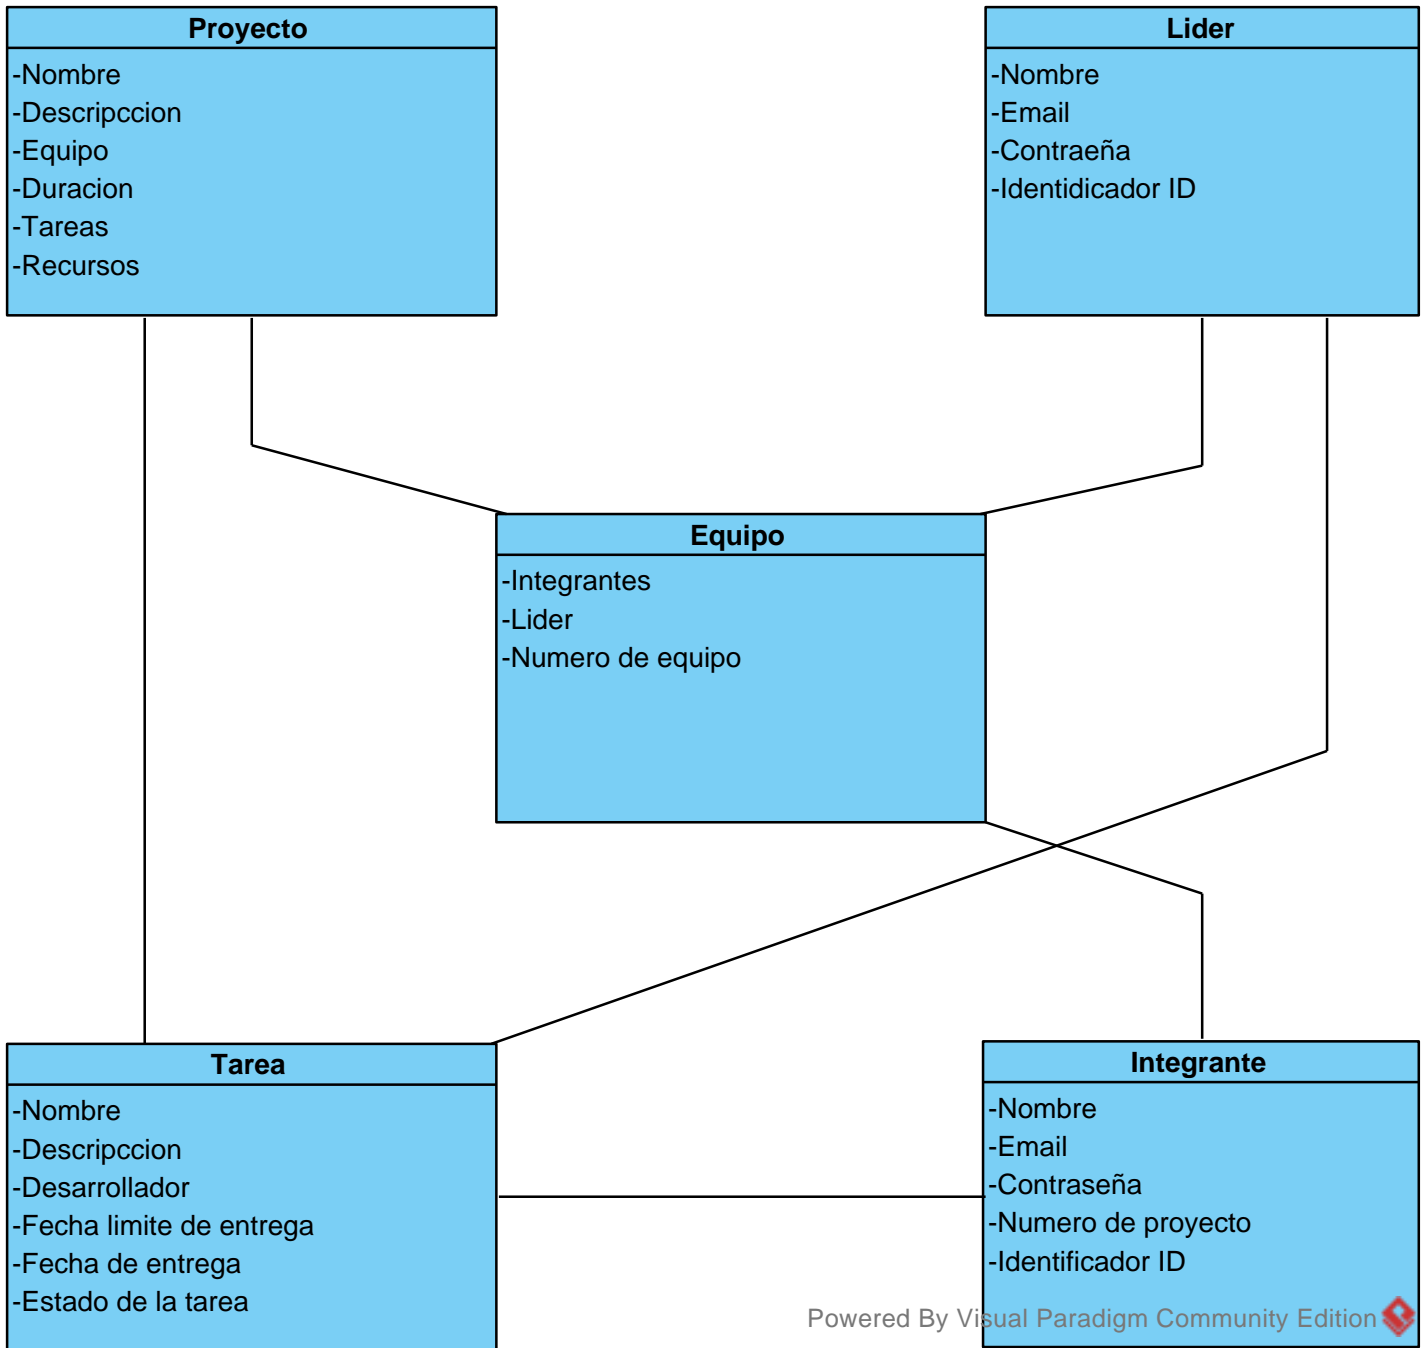 Proyecto
-Nombre
-Descripccion
-Equipo
-Duracion
-Tareas
-Recursos
Lider
-Nombre
-Email
-Contraeña
-Identidicador ID
Equipo
-Integrantes
-Lider
-Numero de equipo
Tarea
-Nombre
-Descripccion
-Desarrollador
-Fecha limite de entrega
-Fecha de entrega
-Estado de la tarea
Integrante
-Nombre
-Email
-Contraseña
-Numero de proyecto
-Identificador ID
Powered By Visual Paradigm Community Edition